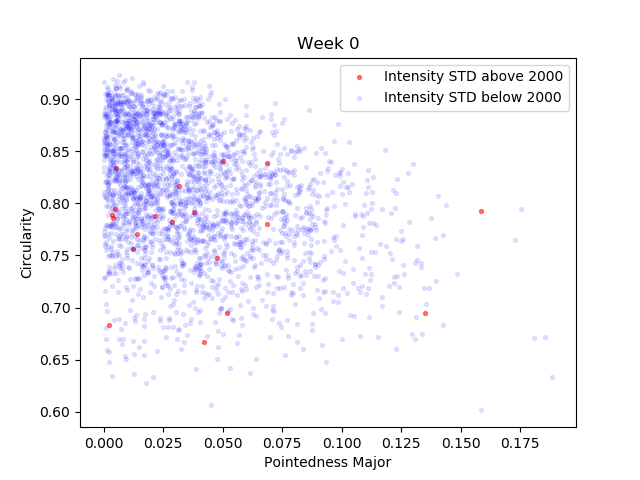 Week 0
Intensity STD above 2000
Intensity STD below 2000
Circularity
0.90
0.85
0.80
0.75
0.70
0.65
0.60
0.000 0.025 0.050 0.075 0.100 0.125 0.150 0.175
Pointedness Major